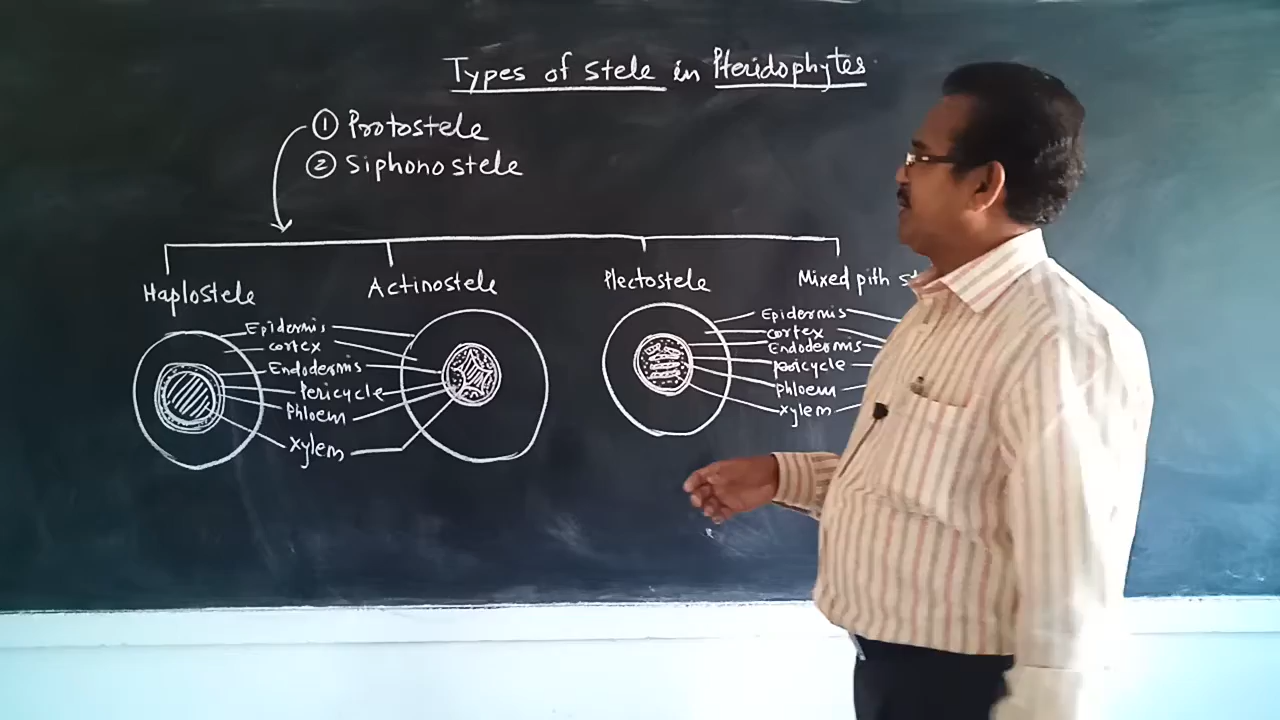 Types of Stele in Pteridophytes
① Protostele
② Siphonostele
Haplostele
Actinostele
Plectostele
Mixed pith
Epidermis
cortex
Endodermis
Pericycle
Phloem
Xylem
Epidermis
cortex
Endodermis
pericycle
Phloem
xylem